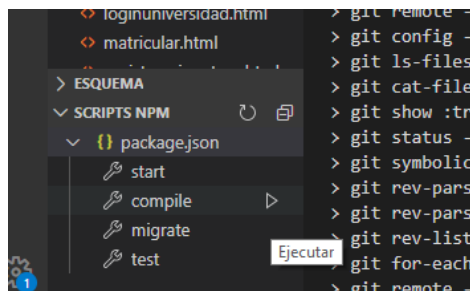 loginuniversidad.html
matricular.html
ESQUEMA
SCRIPTS NPM
{} package.json
start
compile
migrate
test
Ejecutar
1
> git remote -
> git config -
> git ls-files
> git cat-file
> git show :tr
> git status -
> git symbolic
> git rev-pars
> git rev-pars
> git rev-list
> git for-each
> git remote -